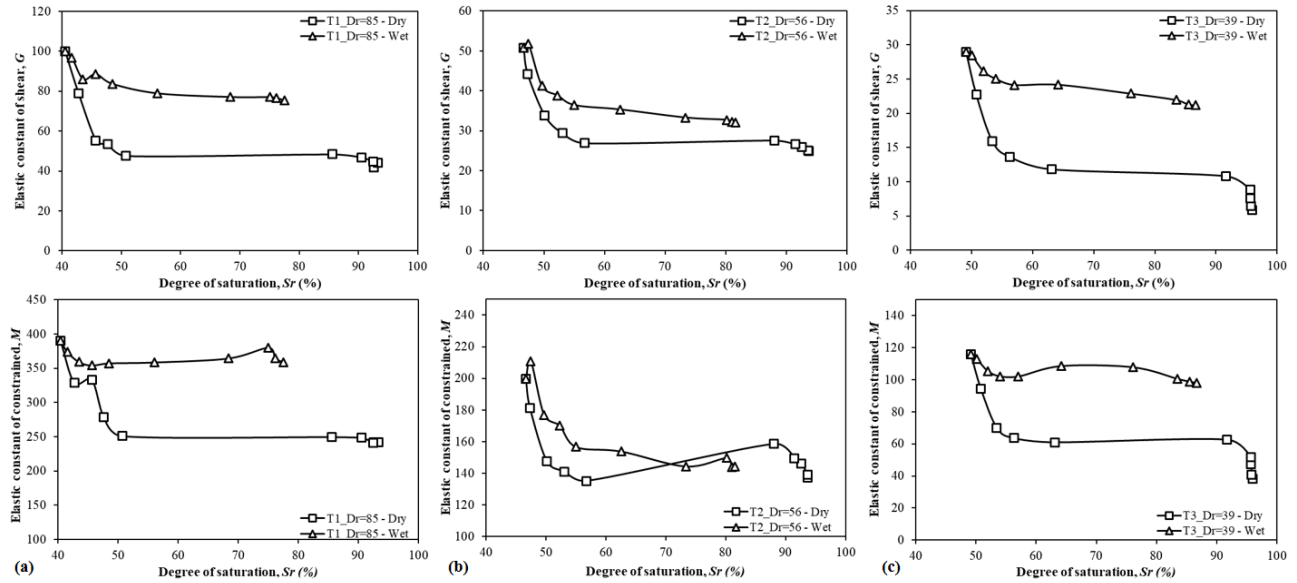 T1_Dr=85 - Dry
T1_Dr=85 - Wet
Elastic constant of shear, G
120
100
80
60
40
20
0
40 50 60 70 80 90 100
Degree of saturation, Sr (%)
T2_Dr=56 - Dry
T2_Dr=56 - Wet
Elastic constant of shear, G
60
50
40
30
20
10
0
40 50 60 70 80 90 100
Degree of saturation, Sr (%)
T3_Dr=39 - Dry
T3_Dr=39 - Wet
Elastic constant of shear, G
35
30
25
20
15
10
5
0
40 50 60 70 80 90 100
Degree of saturation, Sr (%)
Elastic constant of constrained, M
450
400
350
300
250
200
150
100
40 50 60 70 80 90 100
T1_Dr=85 - Dry
T1_Dr=85 - Wet
Degree of saturation, Sr (%)
(a)
Elastic constant of constrained, M
240
220
200
180
160
140
120
100
40 50 60 70 80 90 100
T2_Dr=56 - Dry
T2_Dr=56 - Wet
Degree of saturation, Sr (%)
(b)
Elastic constant of constrained, M
140
120
100
80
60
40
20
0
40 50 60 70 80 90 100
T3_Dr=39 - Dry
T3_Dr=39 - Wet
Degree of saturation, Sr (%)
(c)